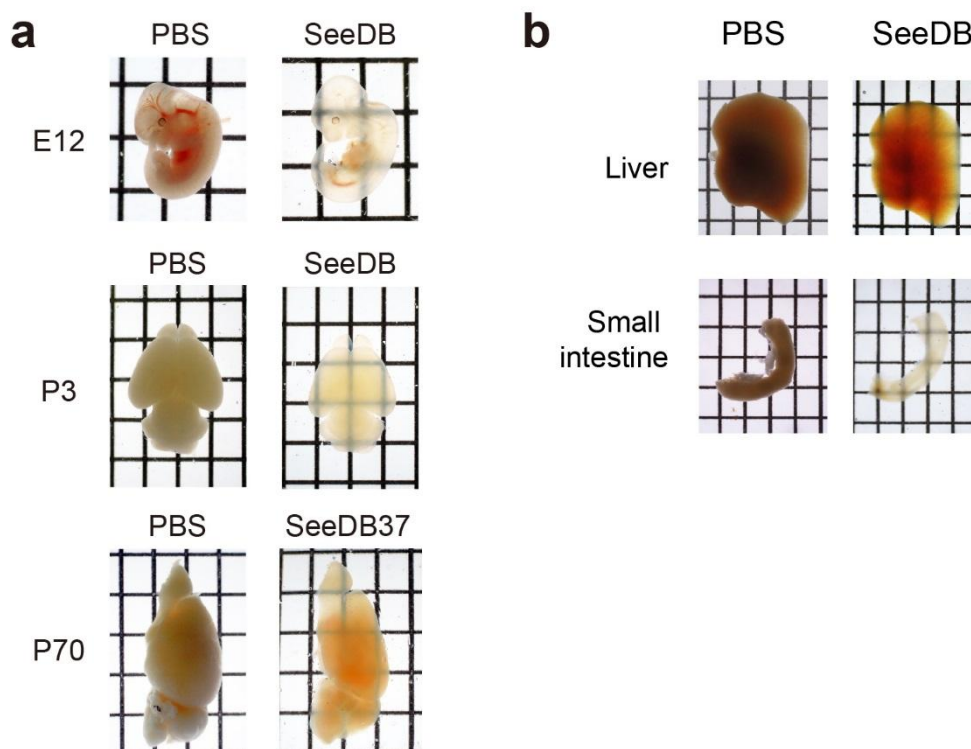 a
PBS SeeDB
E12
PBS SeeDB
P3
PBS SeeDB37
P70
b
PBS SeeDB
Liver
Small
intestine